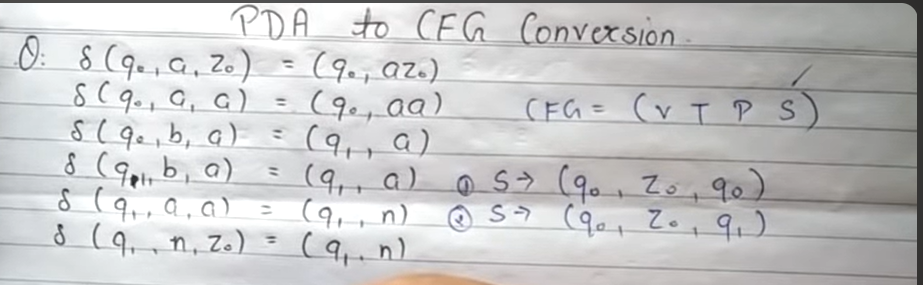 PDA to CFG Conversion.
Q: δ(q₀, a, z₀) = (q₀, az₀)
δ(q₀, a, a) = (q₀, aa) CFG = (V T P S)
δ(q₀, b, a) = (q₁, a)
δ(q₁, b, a) = (q₁, a) ① S → (q₀, z₀, q₀)
δ(q₁, a, a) = (q₁, n) ② S → (q₀, z₀, q₁)
δ(q₁, n, z₀) = (q₁, n)